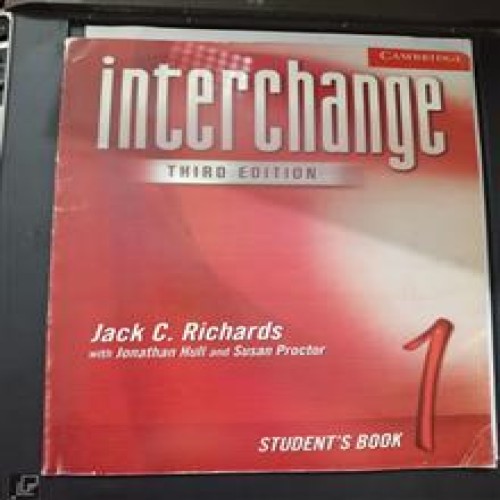 CAMBRIDGE
interchange
THIRD EDITION
Jack C. Richards
with Jonathan Hull and Susan Proctor
1
STUDENT'S BOOK